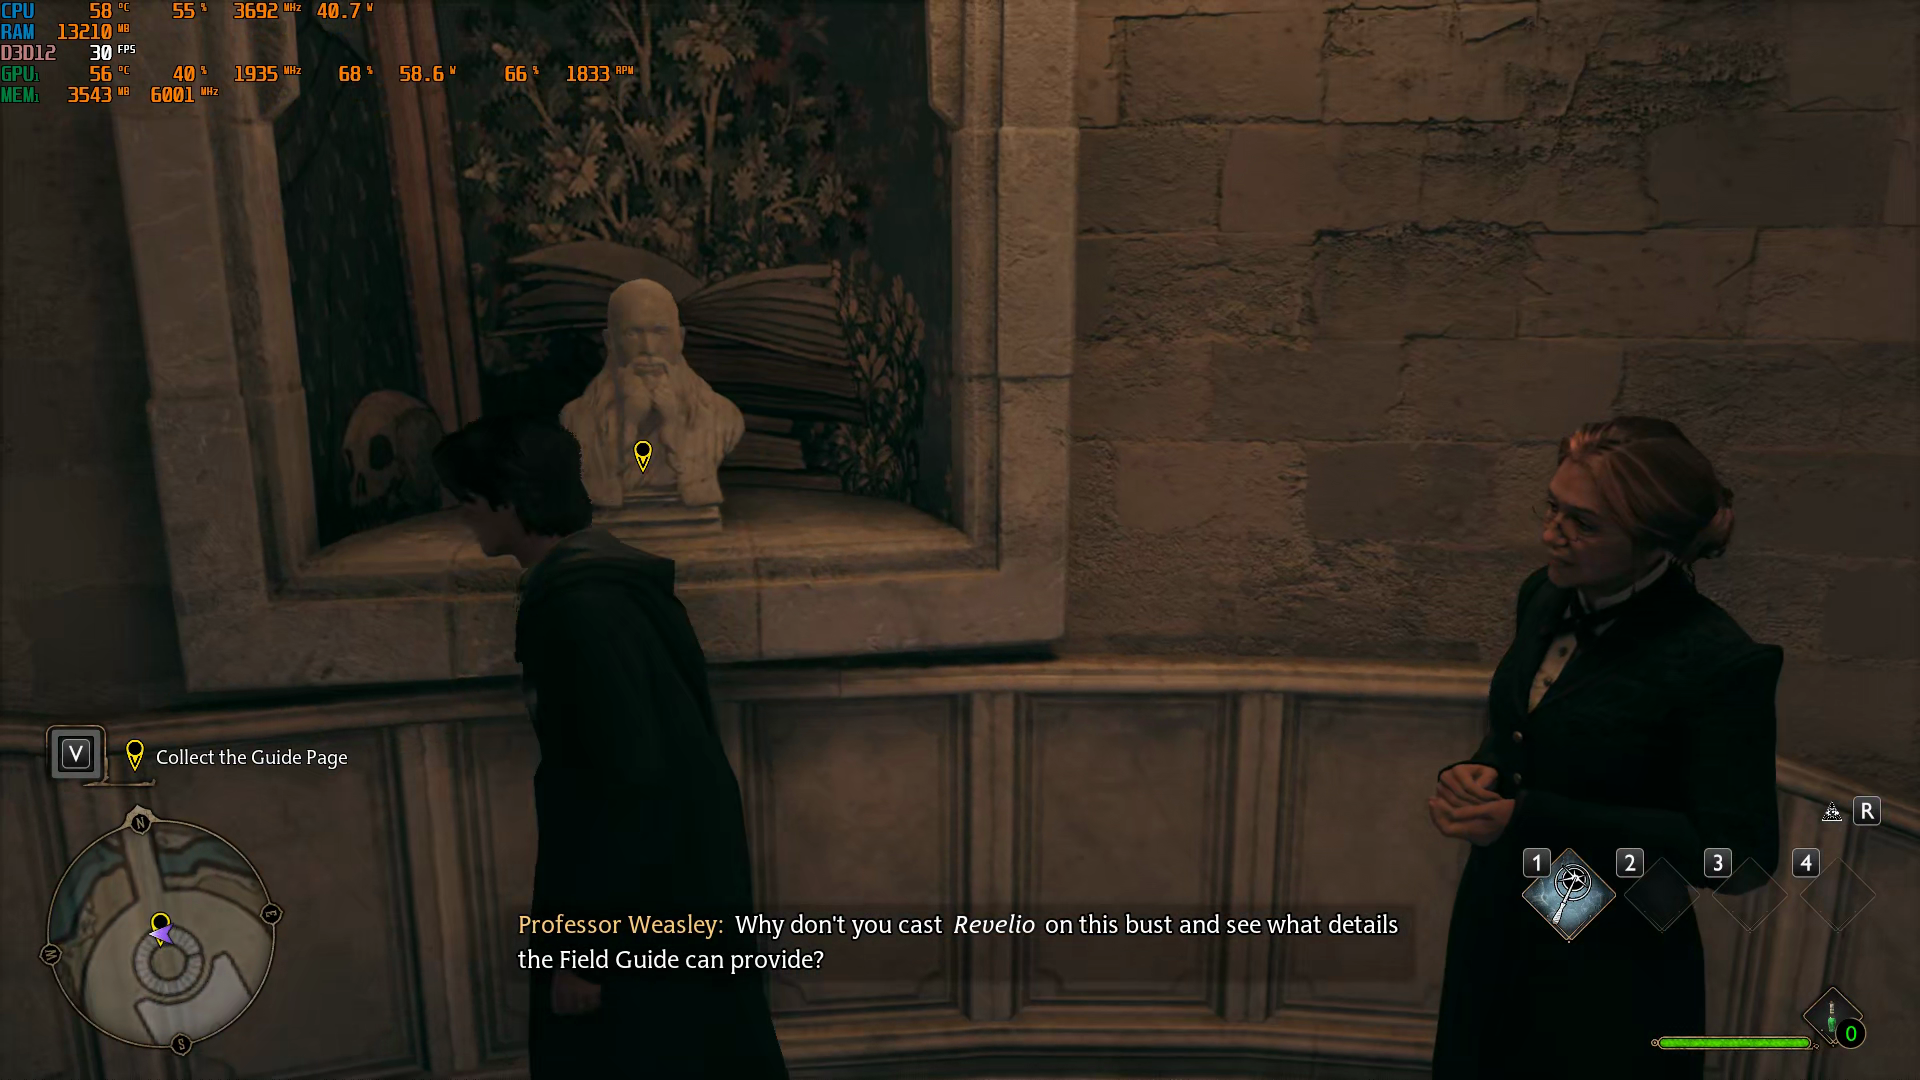 CPU 58 °C 55 % 3692 MHz 40.7 W
RAM 13210 MB
D3D12 30 FPS
GPU1 56 °C 40 % 1935 MHz 68 % 58.6 W 66 % 1833 RPM
MEM1 3543 MB 6001 MHz
V Collect the Guide Page
N
E
W
S
R
1 2 3 4
Professor Weasley: Why don't you cast Revelio on this bust and see what details
the Field Guide can provide?
0